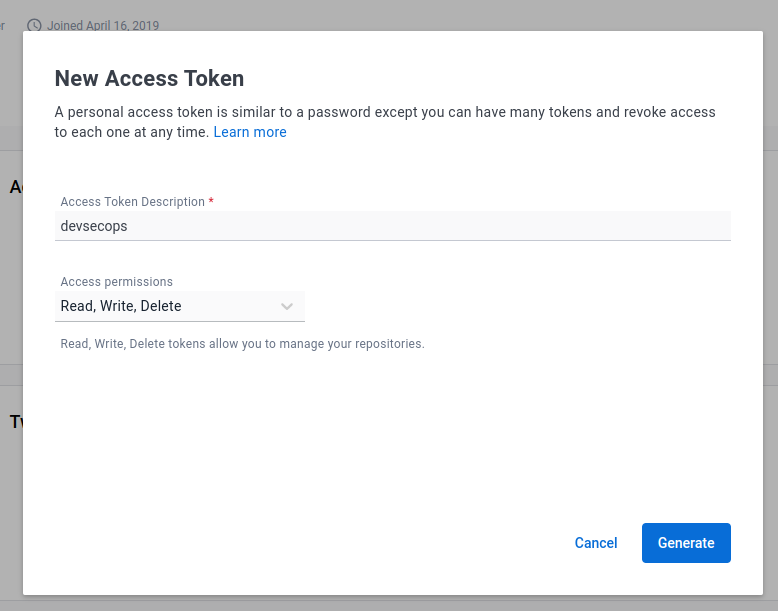 Joined April 16, 2019
New Access Token
A personal access token is similar to a password except you can have many tokens and revoke access
to each one at any time. Learn more
Access Token Description *
devsecops
Access permissions
Read, Write, Delete
Read, Write, Delete tokens allow you to manage your repositories.
Cancel
Generate